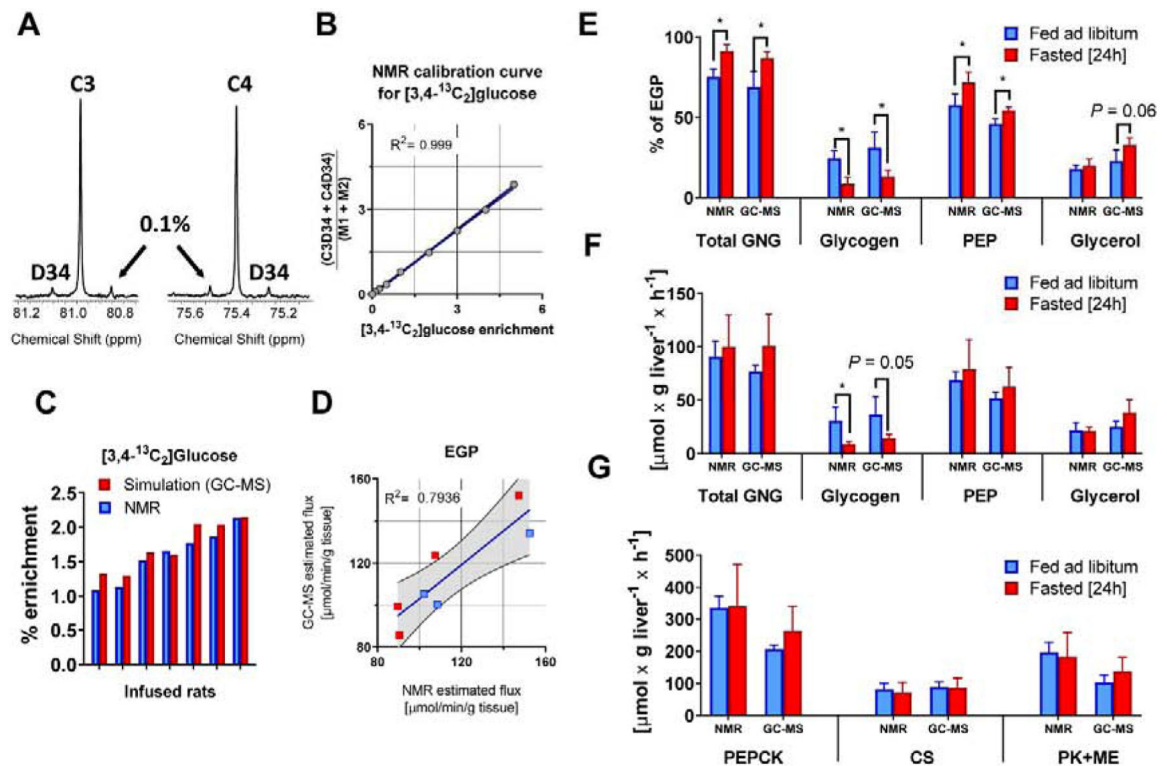 A
C3
C4
0.1%
D34
D34
81.2 81.0 80.8
75.6 75.4 75.2
Chemical Shift (ppm)
Chemical Shift (ppm)
B
NMR calibration curve
for [3,4-¹³C₂]glucose
R²= 0.999
(C3D34 + C4D34)
(M1 + M2)
6
3
0
0 3 6
[3,4-¹³C₂]glucose enrichment
C
[3,4-¹³C₂]Glucose
Simulation (GC-MS)
NMR
% ernichment
2.5
2.0
1.5
1.0
0.5
0.0
Infused rats
D
EGP
R²= 0.7936
GC-MS estimated flux
[µmol/min/g tissue]
160
120
80
80 120 160
NMR estimated flux
[µmol/min/g tissue]
E
Fed ad libitum
Fasted [24h]
% of EGP
100
50
0
* * * * * *
P = 0.06
NMR GC-MS NMR GC-MS NMR GC-MS NMR GC-MS
Total GNG Glycogen PEP Glycerol
F
Fed ad libitum
Fasted [24h]
[µmol x g liver⁻¹ x h⁻¹]
150
100
50
0
*
P = 0.05
NMR GC-MS NMR GC-MS NMR GC-MS NMR GC-MS
Total GNG Glycogen PEP Glycerol
G
Fed ad libitum
Fasted [24h]
[µmol x g liver⁻¹ x h⁻¹]
500
400
300
200
100
0
NMR GC-MS NMR GC-MS NMR GC-MS
PEPCK CS PK+ME